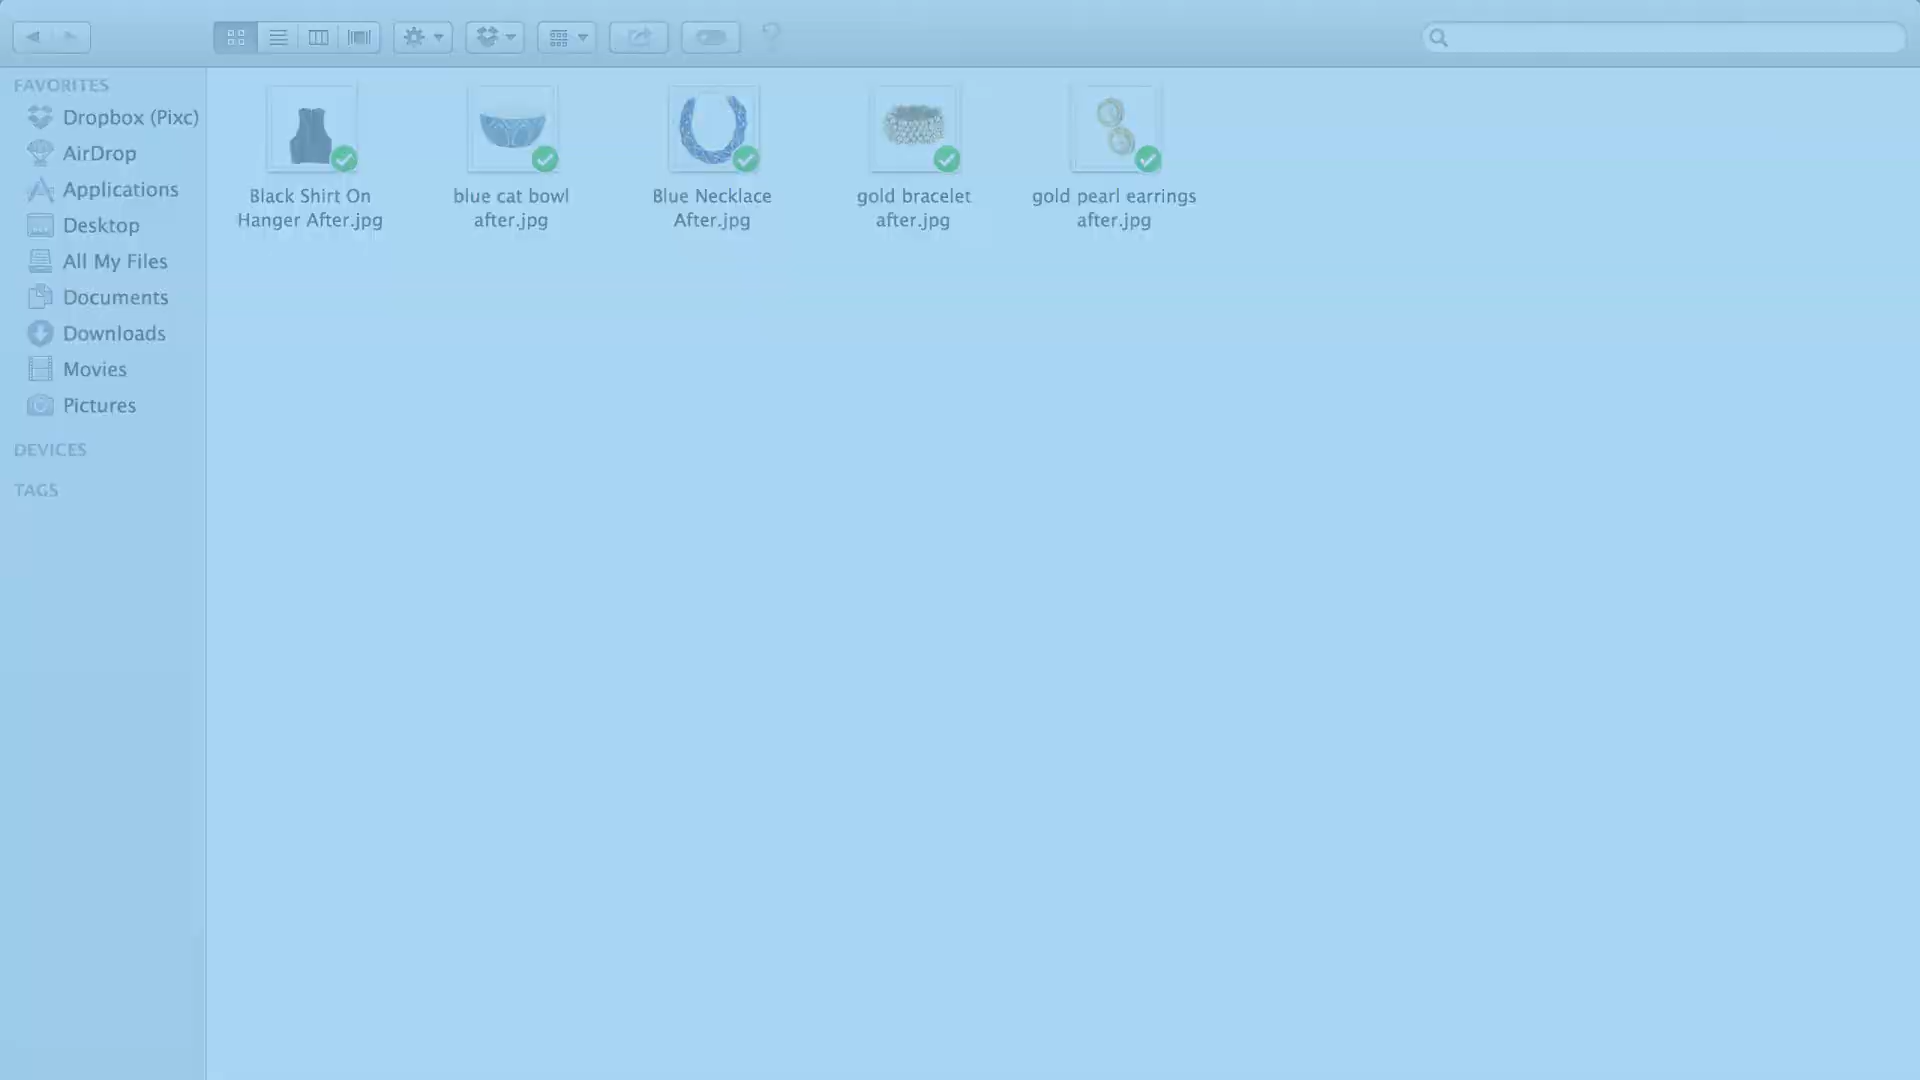 FAVORITES
Dropbox (Pixc)
AirDrop
Applications
Desktop
All My Files
Documents
Downloads
Movies
Pictures
DEVICES
TAGS
Black Shirt On
Hanger After.jpg
blue cat bowl
after.jpg
Blue Necklace
After.jpg
gold bracelet
after.jpg
gold pearl earrings
after.jpg